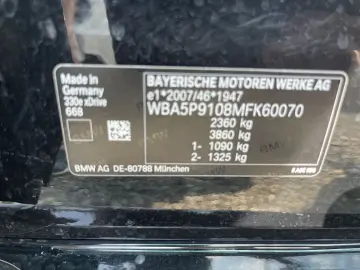 Made in
Germany
330e xDrive
668
BMW AG DE-80788 München
BAYERISCHE MOTOREN WERKE AG
e1*2007/46*1947
WBA5P9108MFK60070
2360 kg
3860 kg
1- 1090 kg
2- 1325 kg